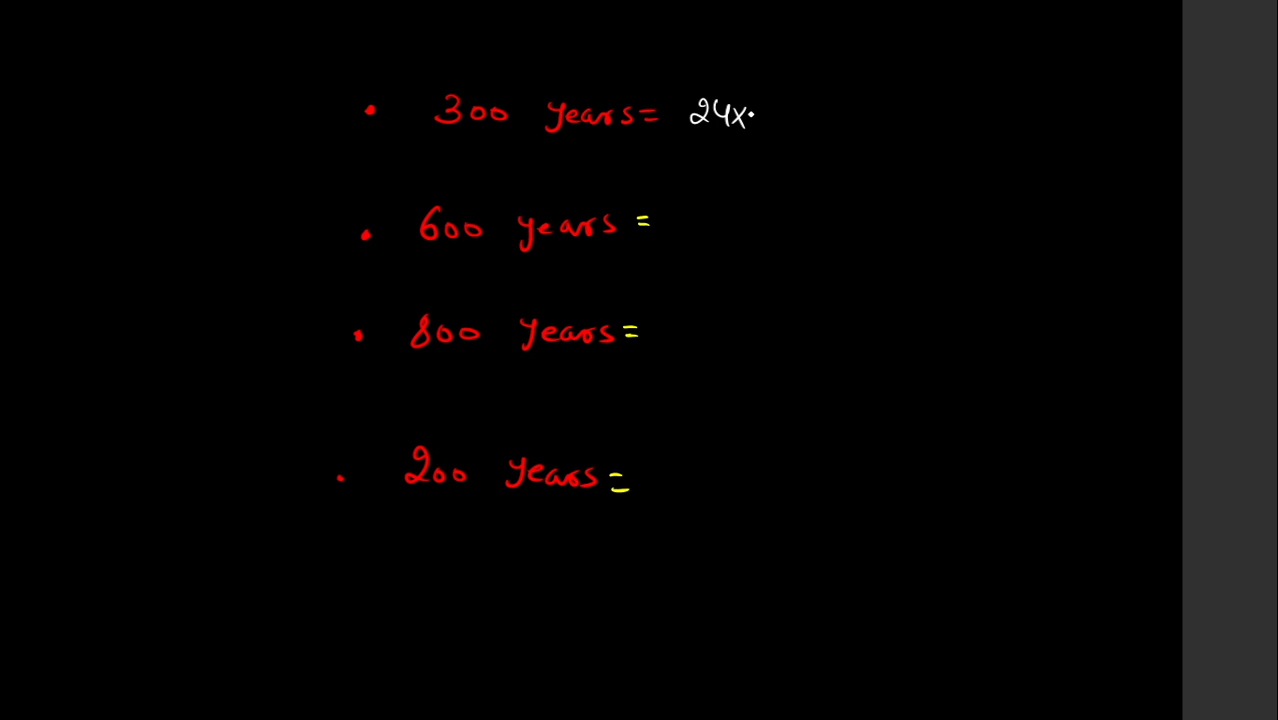 • 300 years = 24x.
• 600 years =
• 800 years =
• 200 years =